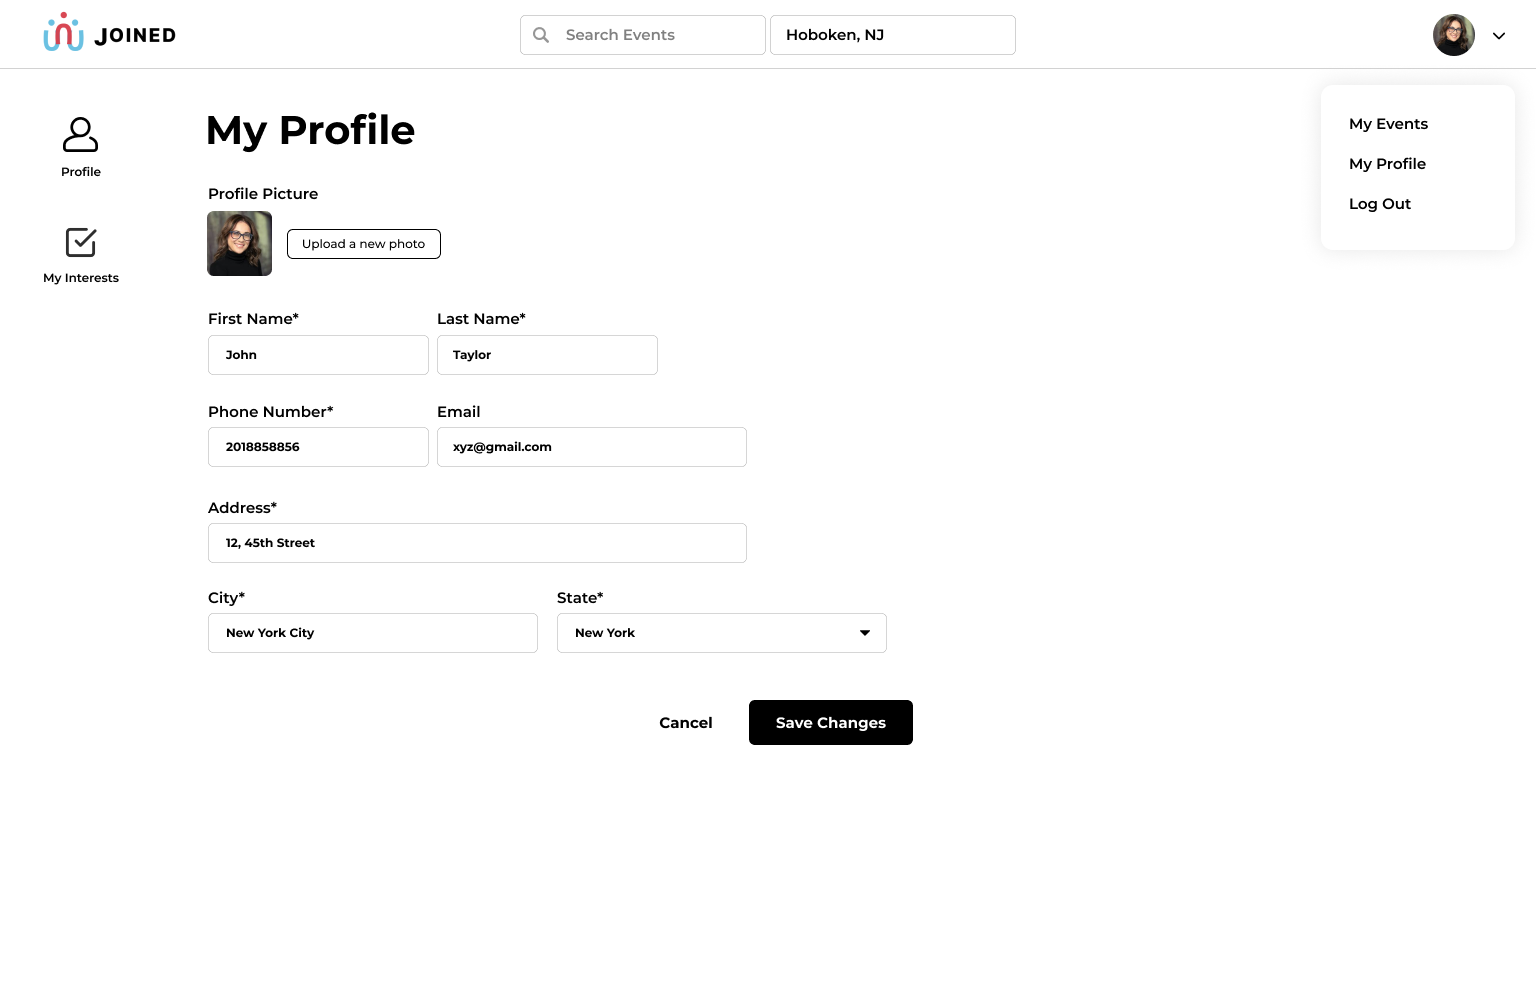 JOINED
Search Events
Hoboken, NJ
My Events
My Profile
Log Out
Profile
My Interests
My Profile
Profile Picture
Upload a new photo
First Name*
Last Name*
John
Taylor
Phone Number*
Email
2018858856
xyz@gmail.com
Address*
12, 45th Street
City*
State*
New York City
New York
Cancel
Save Changes